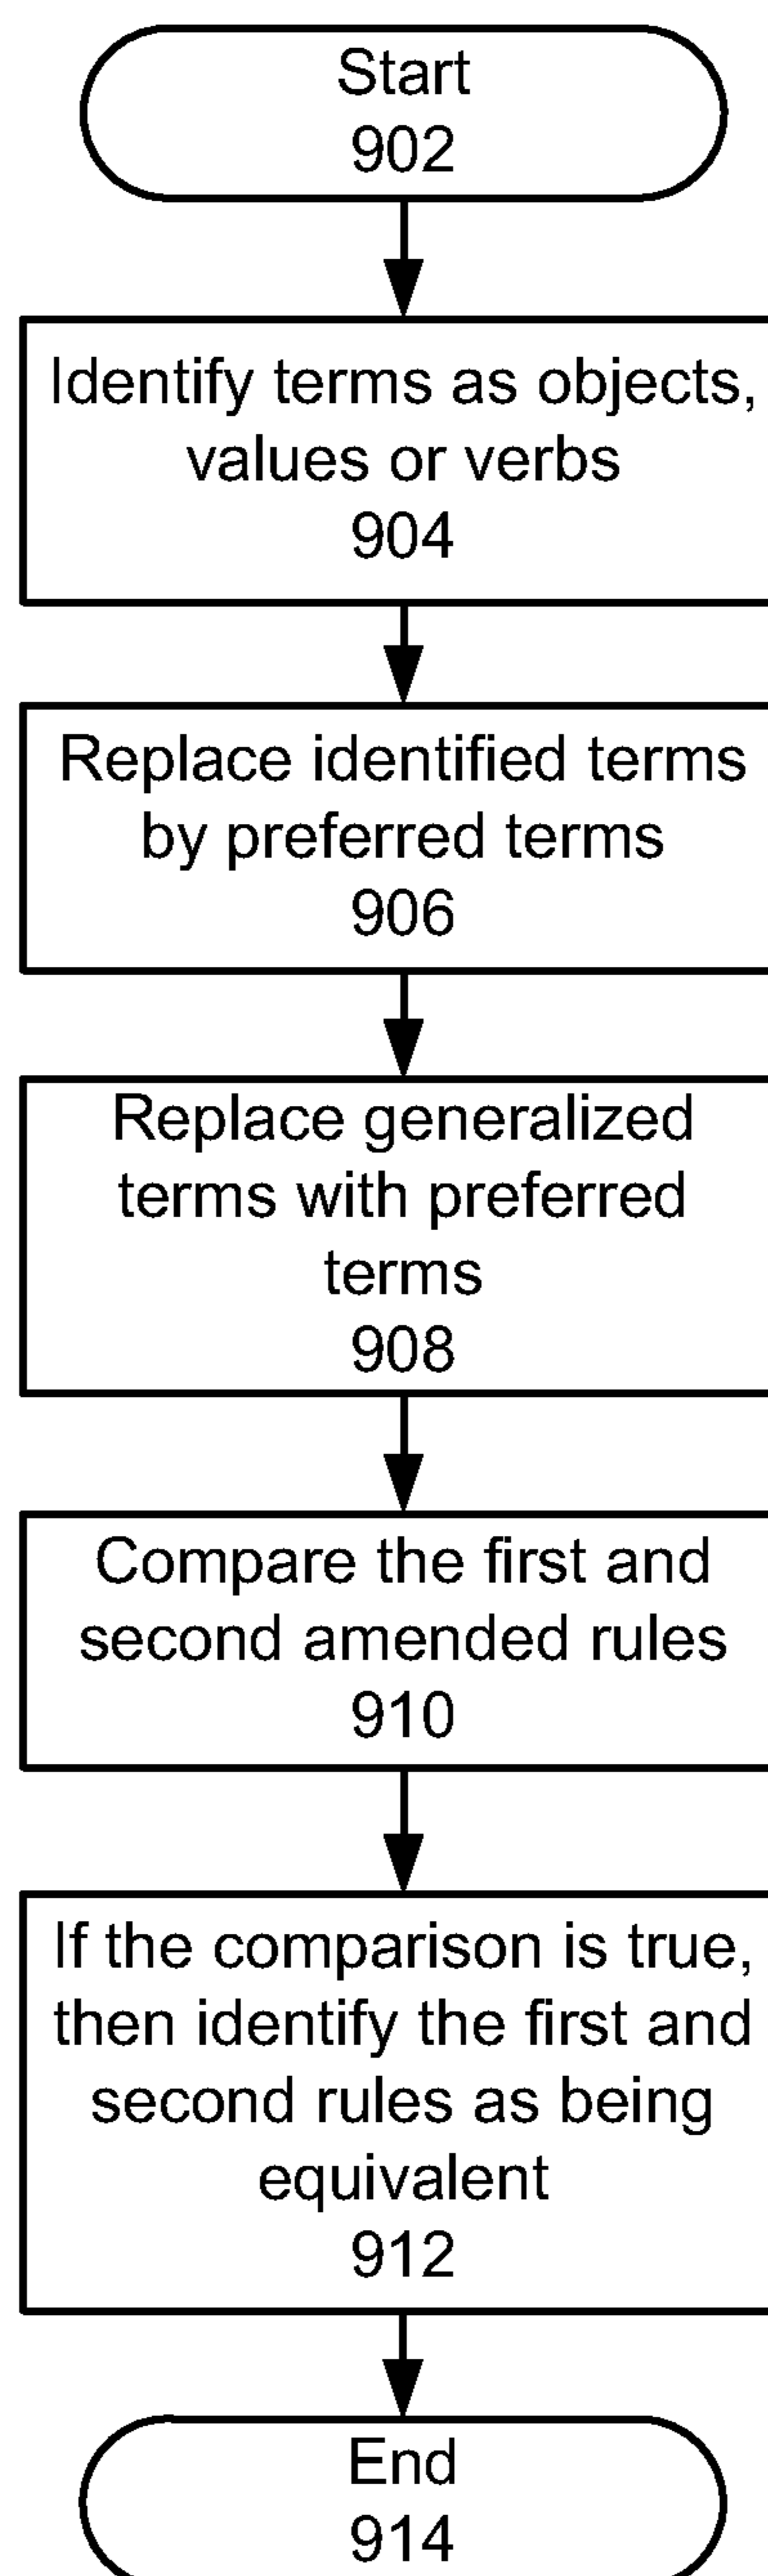 Start
902
Identify terms as objects,
values or verbs
904
Replace identified terms
by preferred terms
906
Replace generalized
terms with preferred
terms
908
Compare the first and
second amended rules
910
If the comparison is true,
then identify the first and
second rules as being
equivalent
912
End
914